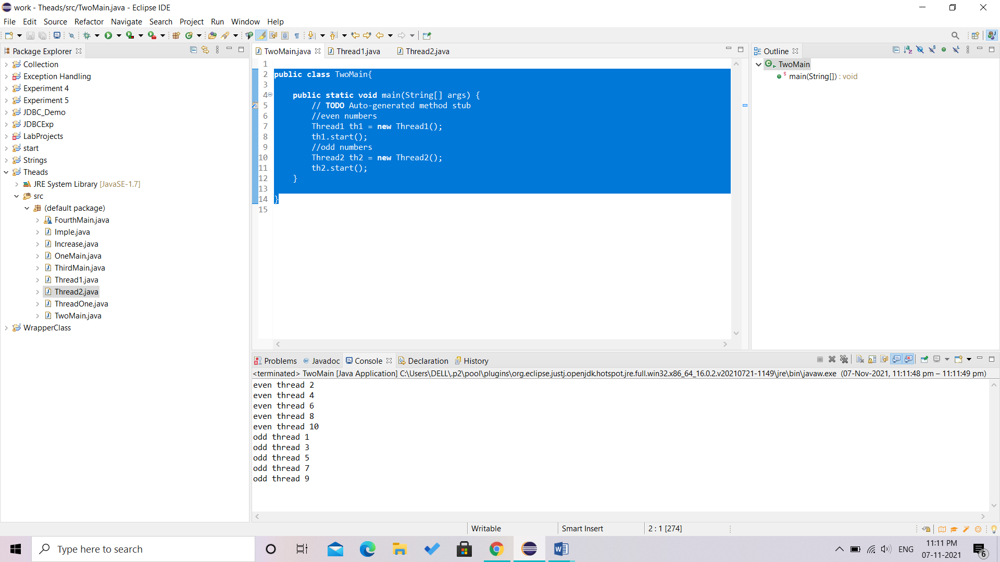 work - Theads/src/TwoMain.java - Eclipse IDE
File Edit Source Refactor Navigate Search Project Run Window Help
Package Explorer
Collection
Exception Handling
Experiment 4
Experiment 5
JDBC_Demo
JDBCExp
LabProjects
start
Strings
Theads
JRE System Library [JavaSE-1.7]
src
(default package)
FourthMain.java
Imple.java
Increase.java
OneMain.java
ThirdMain.java
Thread1.java
Thread2.java
ThreadOne.java
TwoMain.java
WrapperClass
TwoMain.java Thread1.java Thread2.java
1
2 public class TwoMain{
3
4 public static void main(String[] args) {
5 // TODO Auto-generated method stub
6 //even numbers
7 Thread1 th1 = new Thread1();
8 th1.start();
9 //odd numbers
10 Thread2 th2 = new Thread2();
11 th2.start();
12 }
13
14 }
15
Outline
TwoMain
main(String[]) : void
Problems @ Javadoc Console Declaration History
<terminated> TwoMain [Java Application] C:\Users\DELL\.p2\pool\plugins\org.eclipse.justj.openjdk.hotspot.jre.full.win32.x86_64_16.0.2.v20210721-1149\jre\bin\javaw.exe (07-Nov-2021, 11:11:48 pm – 11:11:49 pm)
even thread 2
even thread 4
even thread 6
even thread 8
even thread 10
odd thread 1
odd thread 3
odd thread 5
odd thread 7
odd thread 9
Writable Smart Insert 2 : 1 [274]
Type here to search
ENG
11:11 PM
07-11-2021
6